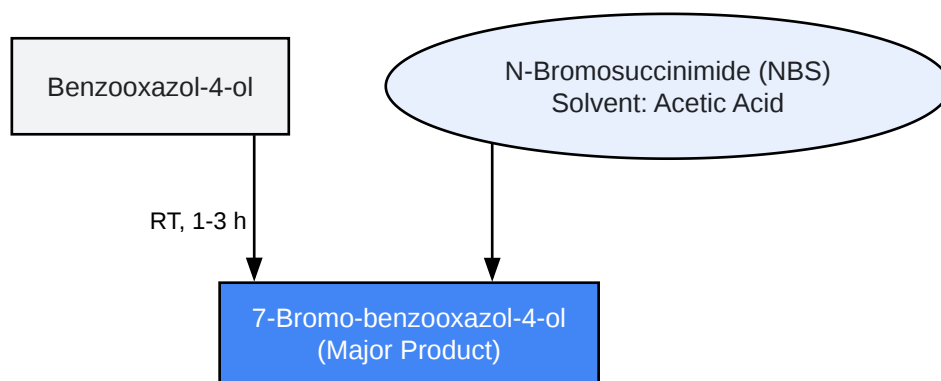 Benzooxazol-4-ol
N-Bromosuccinimide (NBS)
Solvent: Acetic Acid
RT, 1-3 h
7-Bromo-benzooxazol-4-ol
(Major Product)